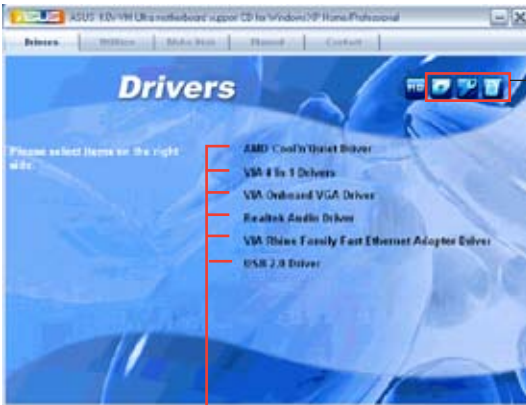 ASUS K8V-VM Ultra motherboard support CD for Windows XP Home/Professional
Drivers Utilities Make Disk Manual Contact
Drivers
Please select items on the right
side.
AMD Cool'n'Quiet Driver
VIA 4 in 1 Drivers
VIA Onboard VGA Driver
Realtek Audio Driver
VIA Rhine Family Fast Ethernet Adapter Driver
USB 2.0 Driver